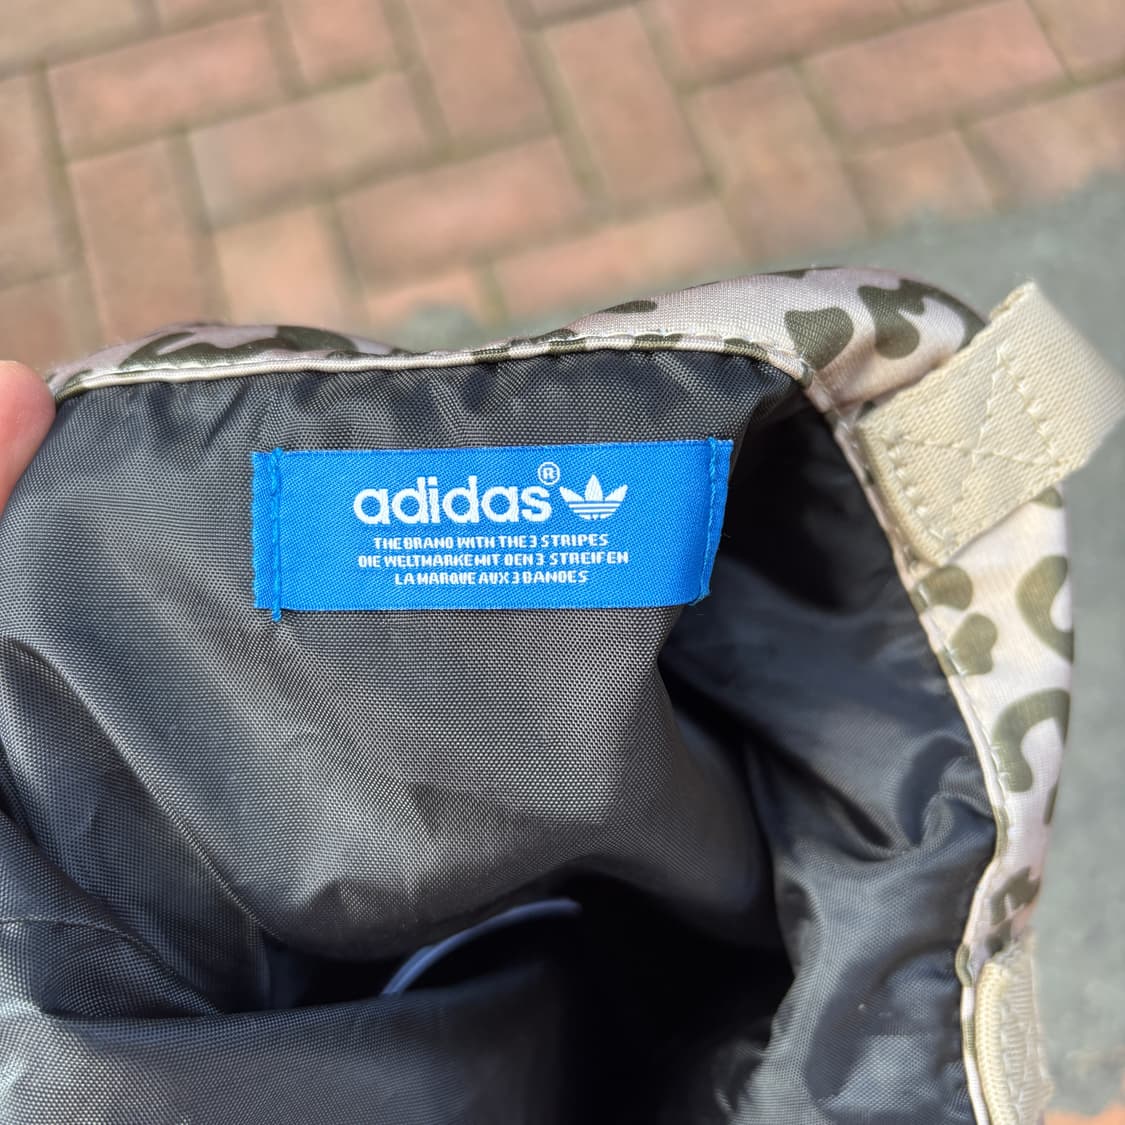 adidas®
THE BRAND WITH THE 3 STRIPES
DIE WELTMARKE MIT DEN 3 STREIFEN
LA MARQUE AUX 3 BANDES